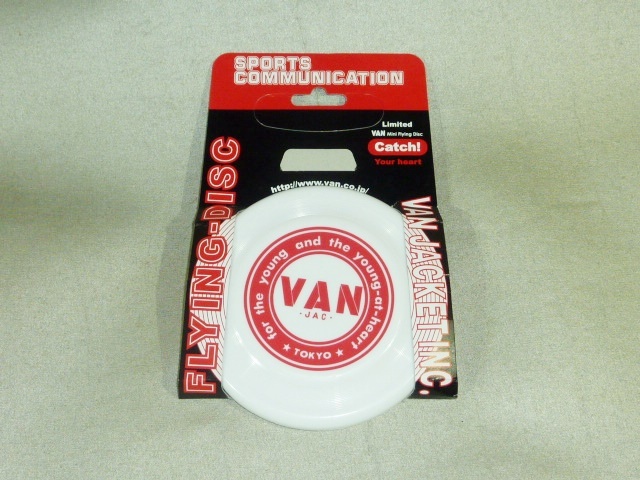 SPORTS
COMMUNICATION
Limited
VAN Mini Flying Disc
Catch!
Your heart
http://www.van.co.jp/
FLYING-DISC
VAN JACKET INC.
for the young and the young-at-heart
VAN
-JAC-
★ TOKYO ★